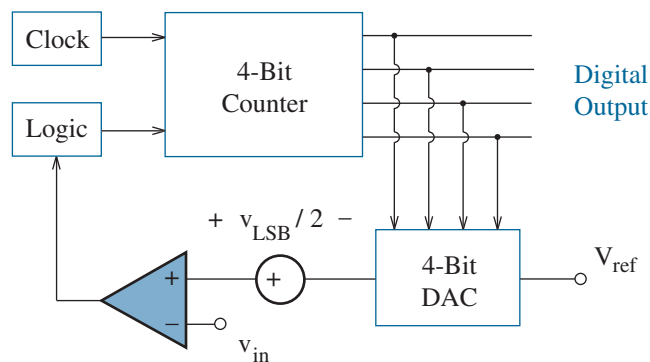 Clock
4-Bit
Counter
Digital
Output
Logic
+ v_LSB / 2 −
+
−
+
4-Bit
DAC
V_ref
v_in